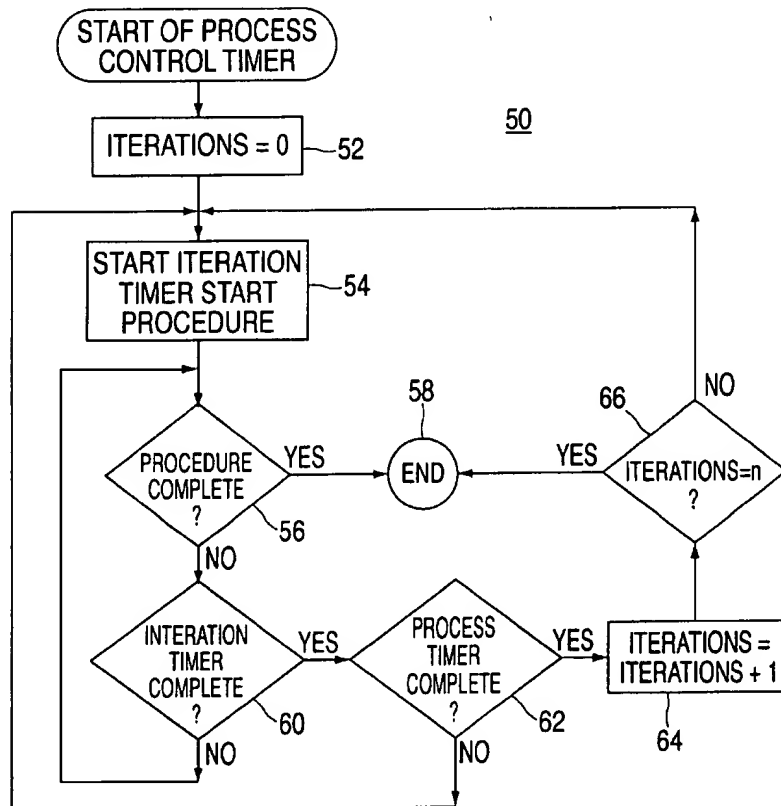 START OF PROCESS
CONTROL TIMER
50
ITERATIONS = 0
52
START ITERATION
TIMER START
PROCEDURE
54
PROCEDURE
COMPLETE
?
56
YES
NO
58
END
66
ITERATIONS=n
?
YES
NO
INTERATION
TIMER
COMPLETE
?
60
YES
NO
PROCESS
TIMER
COMPLETE
?
62
YES
NO
ITERATIONS =
ITERATIONS + 1
64